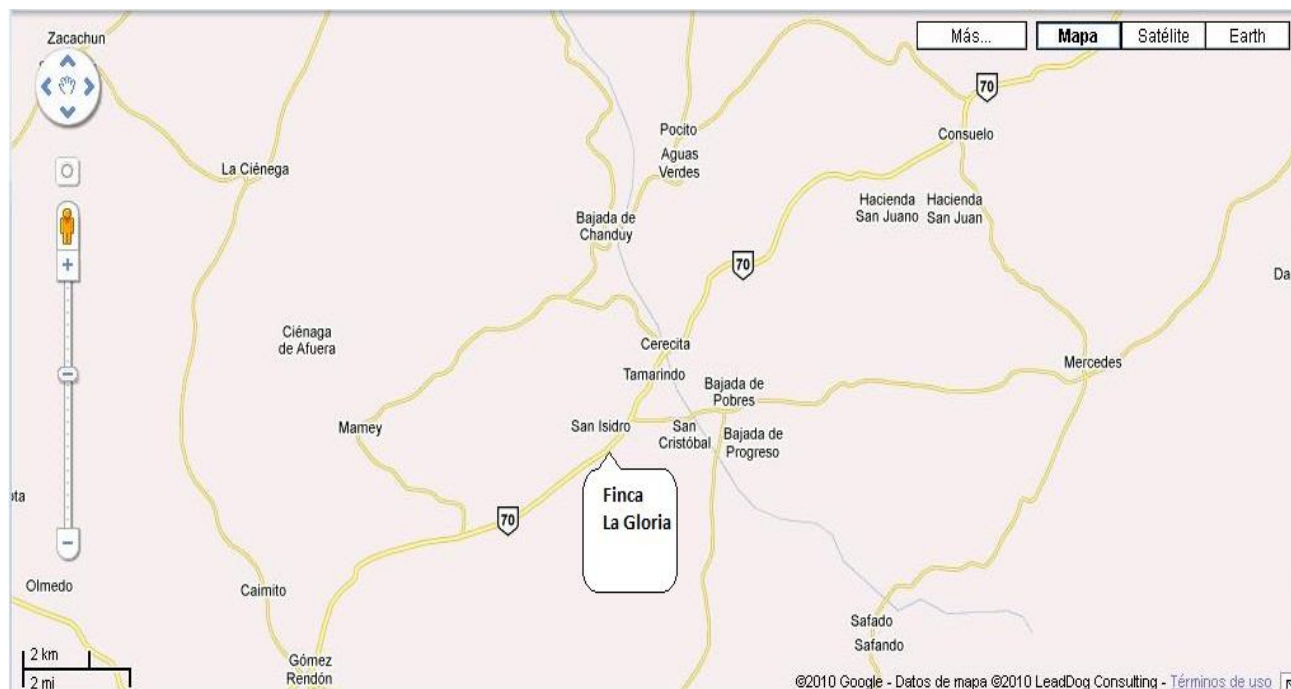 Zacachun
Más...
Mapa
Satélite
Earth
70
Pocito
Consuelo
Aguas
Verdes
La Ciénega
Hacienda
San Juano
Hacienda
San Juan
Bajada de
Chanduy
70
Da
Ciénaga
de Afuera
Cerecita
Mercedes
Tamarindo
Bajada de
Pobres
Mamey
San Isidro
San
Cristóbal
Bajada de
Progreso
Finca
La Gloria
70
Olmedo
Caimito
Safado
Safando
2 km
2 mi
Gómez
Rendón
©2010 Google - Datos de mapa ©2010 LeadDog Consulting - Términos de uso